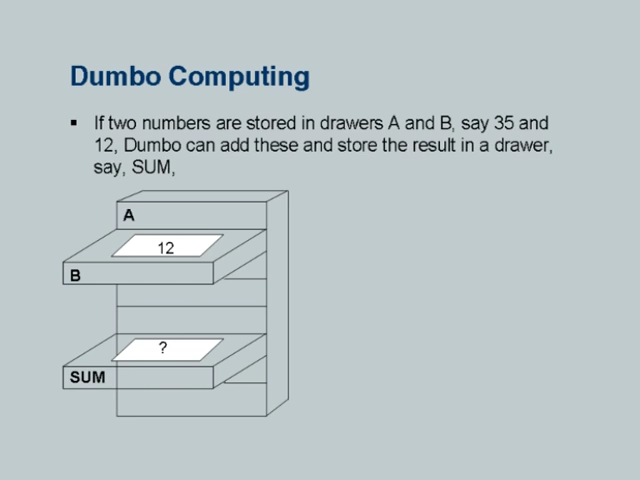 Dumbo Computing
▪ If two numbers are stored in drawers A and B, say 35 and
12, Dumbo can add these and store the result in a drawer,
say, SUM,
A
12
B
?
SUM